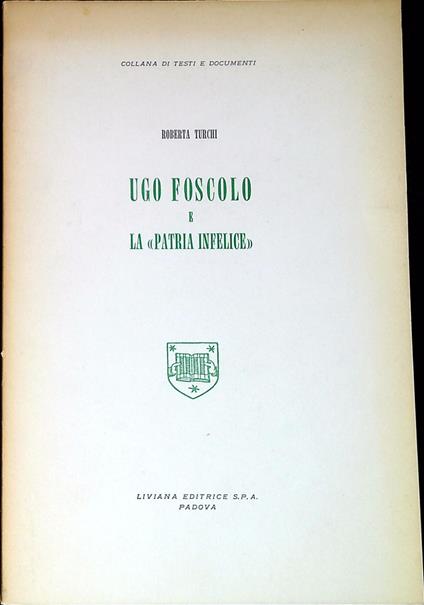 COLLANA DI TESTI E DOCUMENTI
ROBERTA TURCHI
UGO FOSCOLO
E
LA «PATRIA INFELICE»
LIVIANA EDITRICE S.P.A.
PADOVA